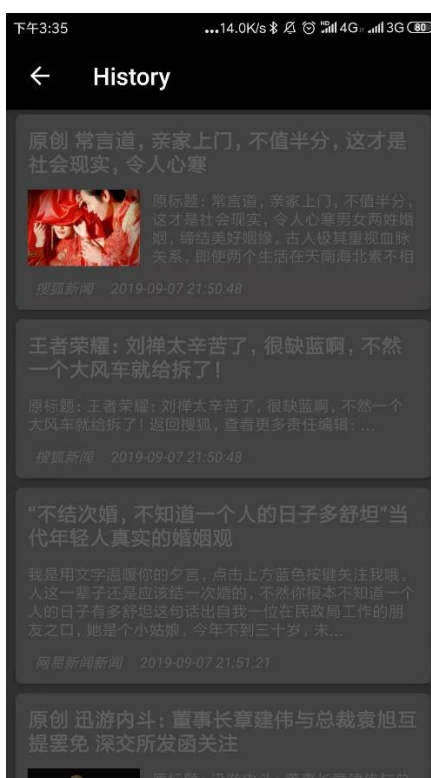 下午3:35
...14.0K/s HD 4G 3G 80
History
原创 常言道，亲家上门，不值半分，这才是
社会现实，令人心寒
原标题：常言道，亲家上门，不值半分，
这才是社会现实，令人心寒男女两姓婚
姻，缔结美好姻缘。古人极其重视血脉
关系，即使两个生活在天南海北素不相
搜狐新闻 2019-09-07 21:50:48
王者荣耀：刘禅太辛苦了，很缺蓝啊，不然
一个大风车就给拆了！
原标题：王者荣耀：刘禅太辛苦了，很缺蓝啊，不然一个
大风车就给拆了！返回搜狐，查看更多责任编辑：...
搜狐新闻 2019-09-07 21:50:48
“不结次婚，不知道一个人的日子多舒坦”当
代年轻人真实的婚姻观
我是用文字温暖你的夕言，点击上方蓝色按键关注我哦。
人这一辈子还是应该结一次婚的，不然你根本不知道一个
人的日子有多舒坦这句话出自我一位在民政局工作的朋
友之口，她是个小姑娘，今年不到三十岁，未...
网易新闻新闻 2019-09-07 21:51:21
原创 迅游内斗：董事长章建伟与总裁袁旭互
提罢免 深交所发函关注